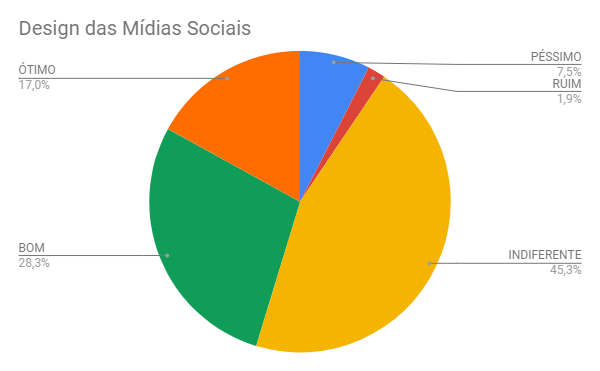 Design das Mídias Sociais
ÓTIMO
17,0%
PÉSSIMO
7,5%
RUIM
1,9%
BOM
28,3%
INDIFERENTE
45,3%